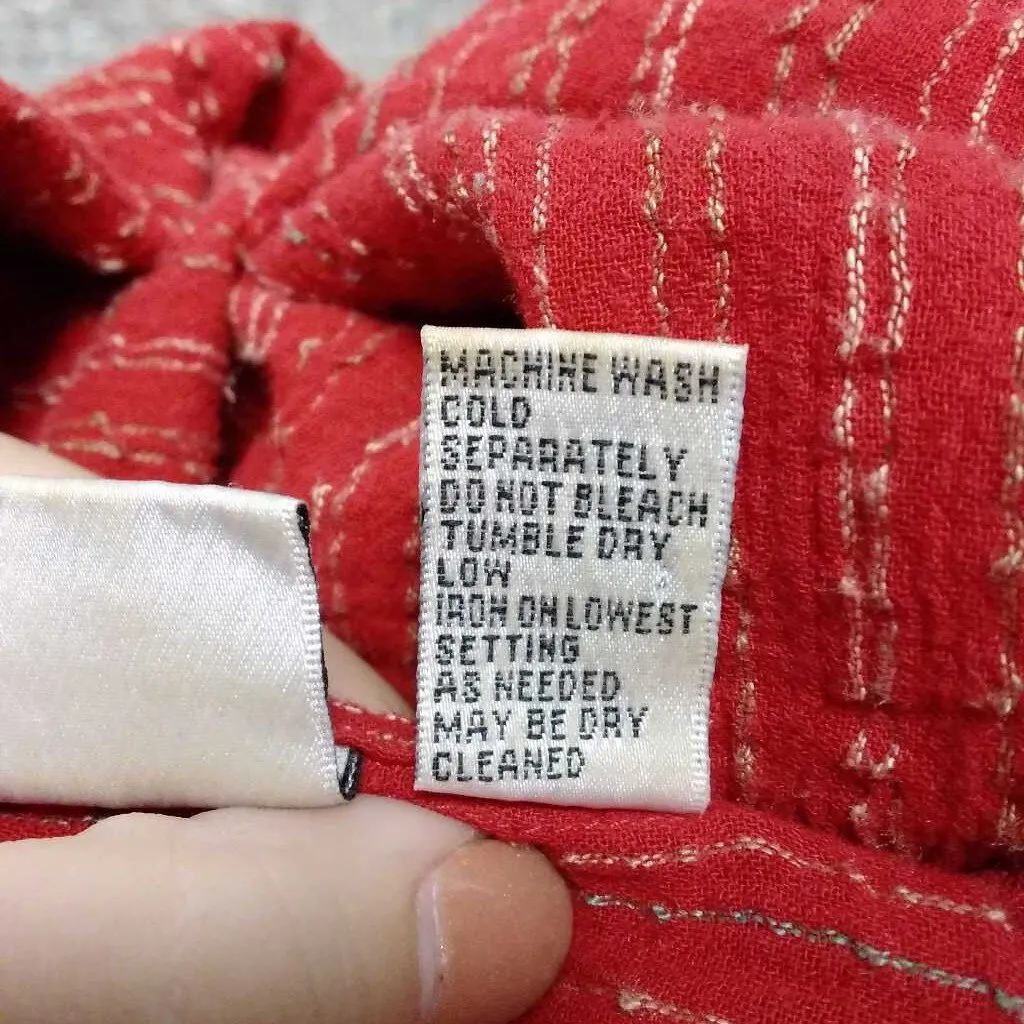 MACHINE WASH
COLD
SEPARATELY
DO NOT BLEACH
TUMBLE DRY
LOW
IRON ON LOWEST
SETTING
AS NEEDED
MAY BE DRY
CLEANED